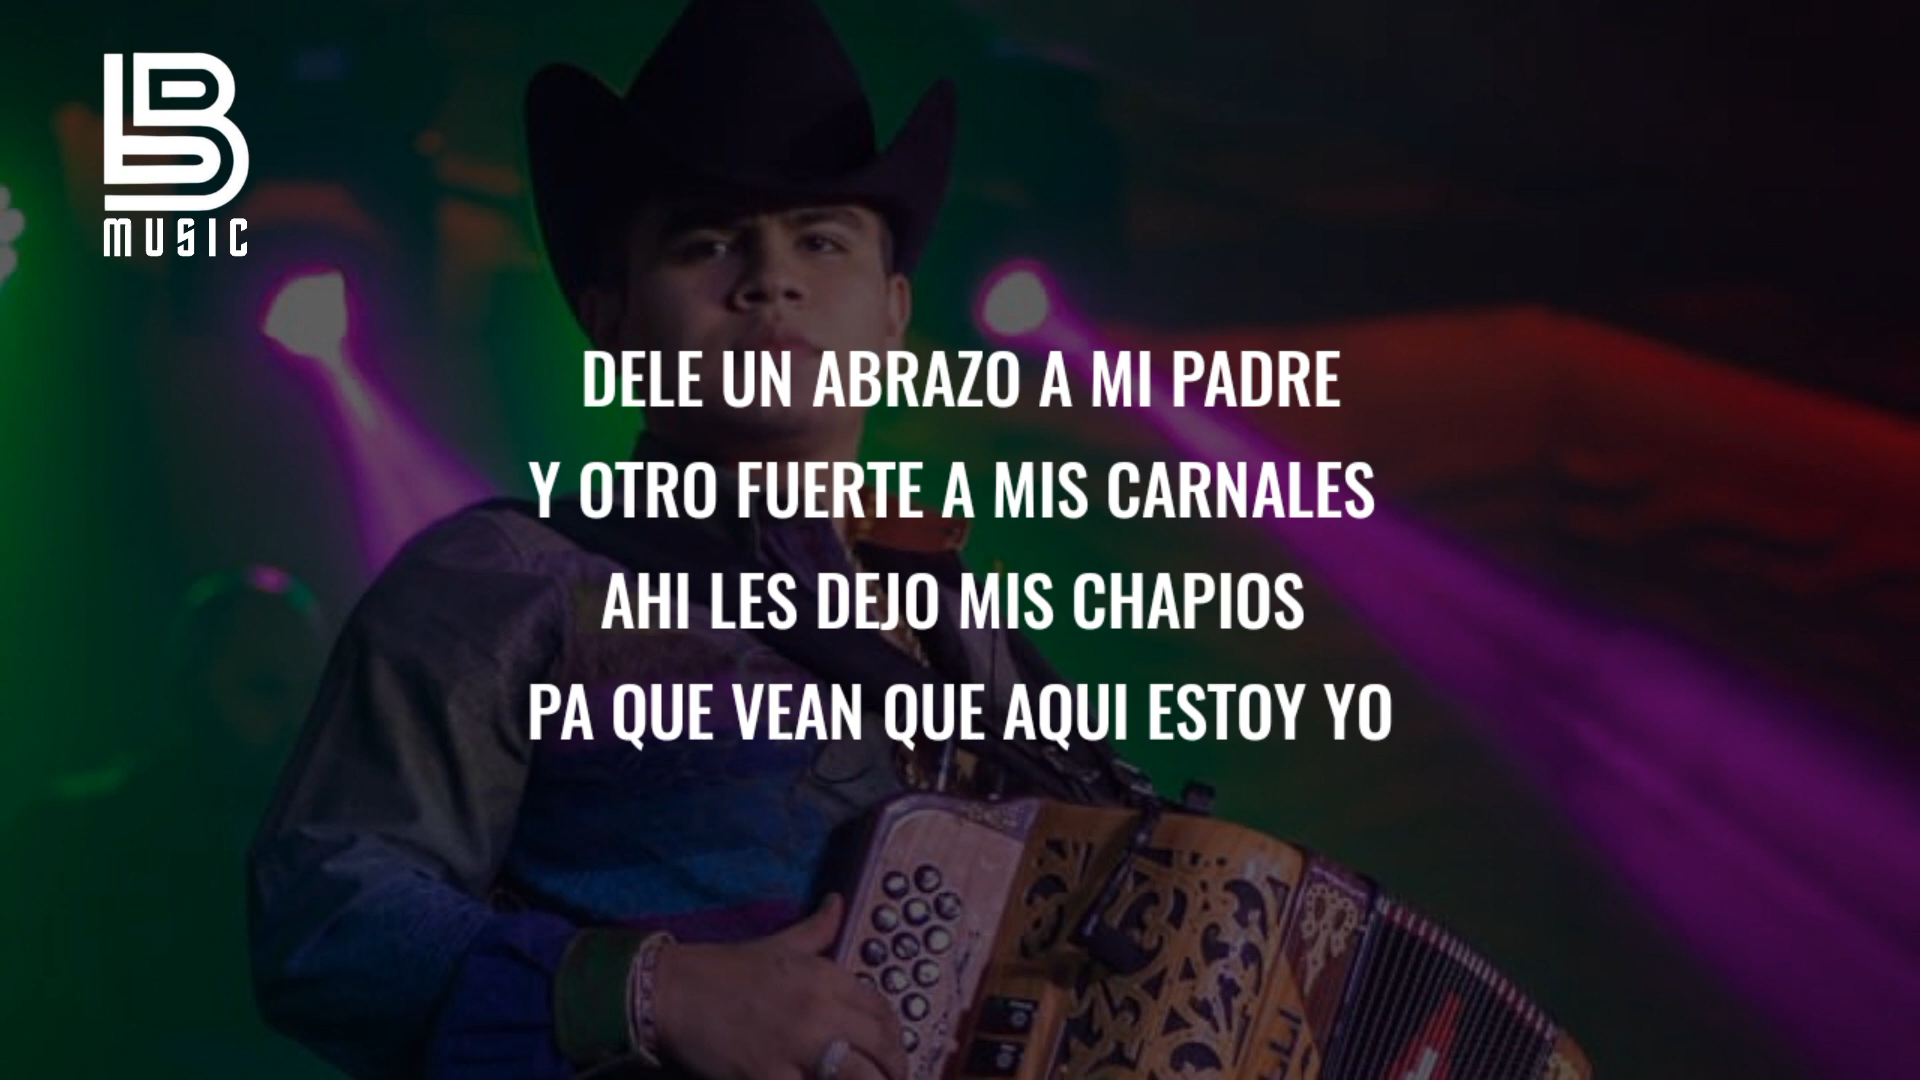 B
MUSIC
DELE UN ABRAZO A MI PADRE
Y OTRO FUERTE A MIS CARNALES
AHI LES DEJO MIS CHAPIOS
PA QUE VEAN QUE AQUI ESTOY YO